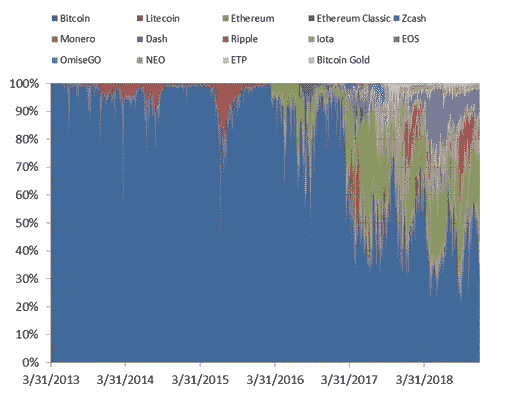 Bitcoin Litecoin Ethereum Ethereum Classic Zcash
Monero Dash Ripple Iota EOS
OmiseGO NEO ETP Bitcoin Gold
100%
90%
80%
70%
60%
50%
40%
30%
20%
10%
0%
3/31/2013 3/31/2014 3/31/2015 3/31/2016 3/31/2017 3/31/2018